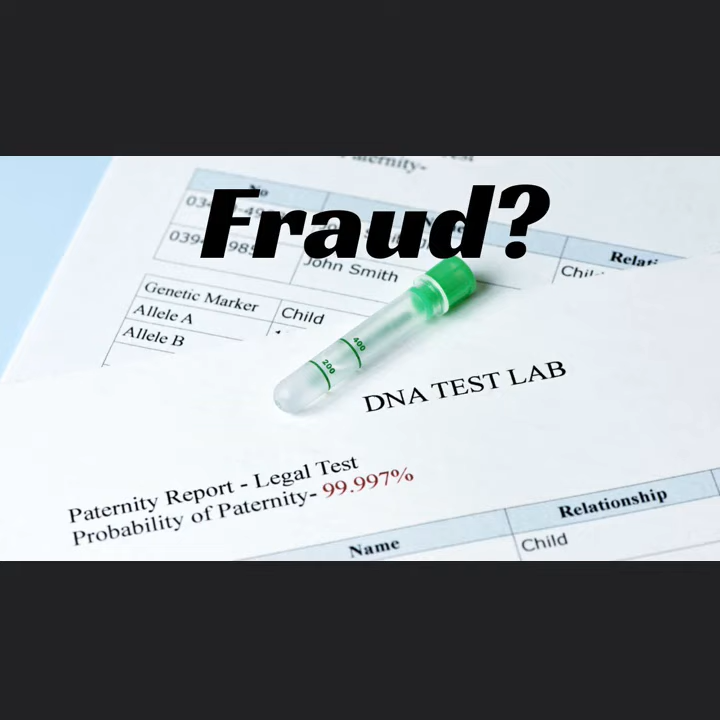 Fraud?
No
John Smith
Genetic Marker
Child
Allele A
Allele B
400
200
DNA TEST LAB
Paternity Report - Legal Test
Probability of Paternity- 99.997%
Name
Relationship
Child